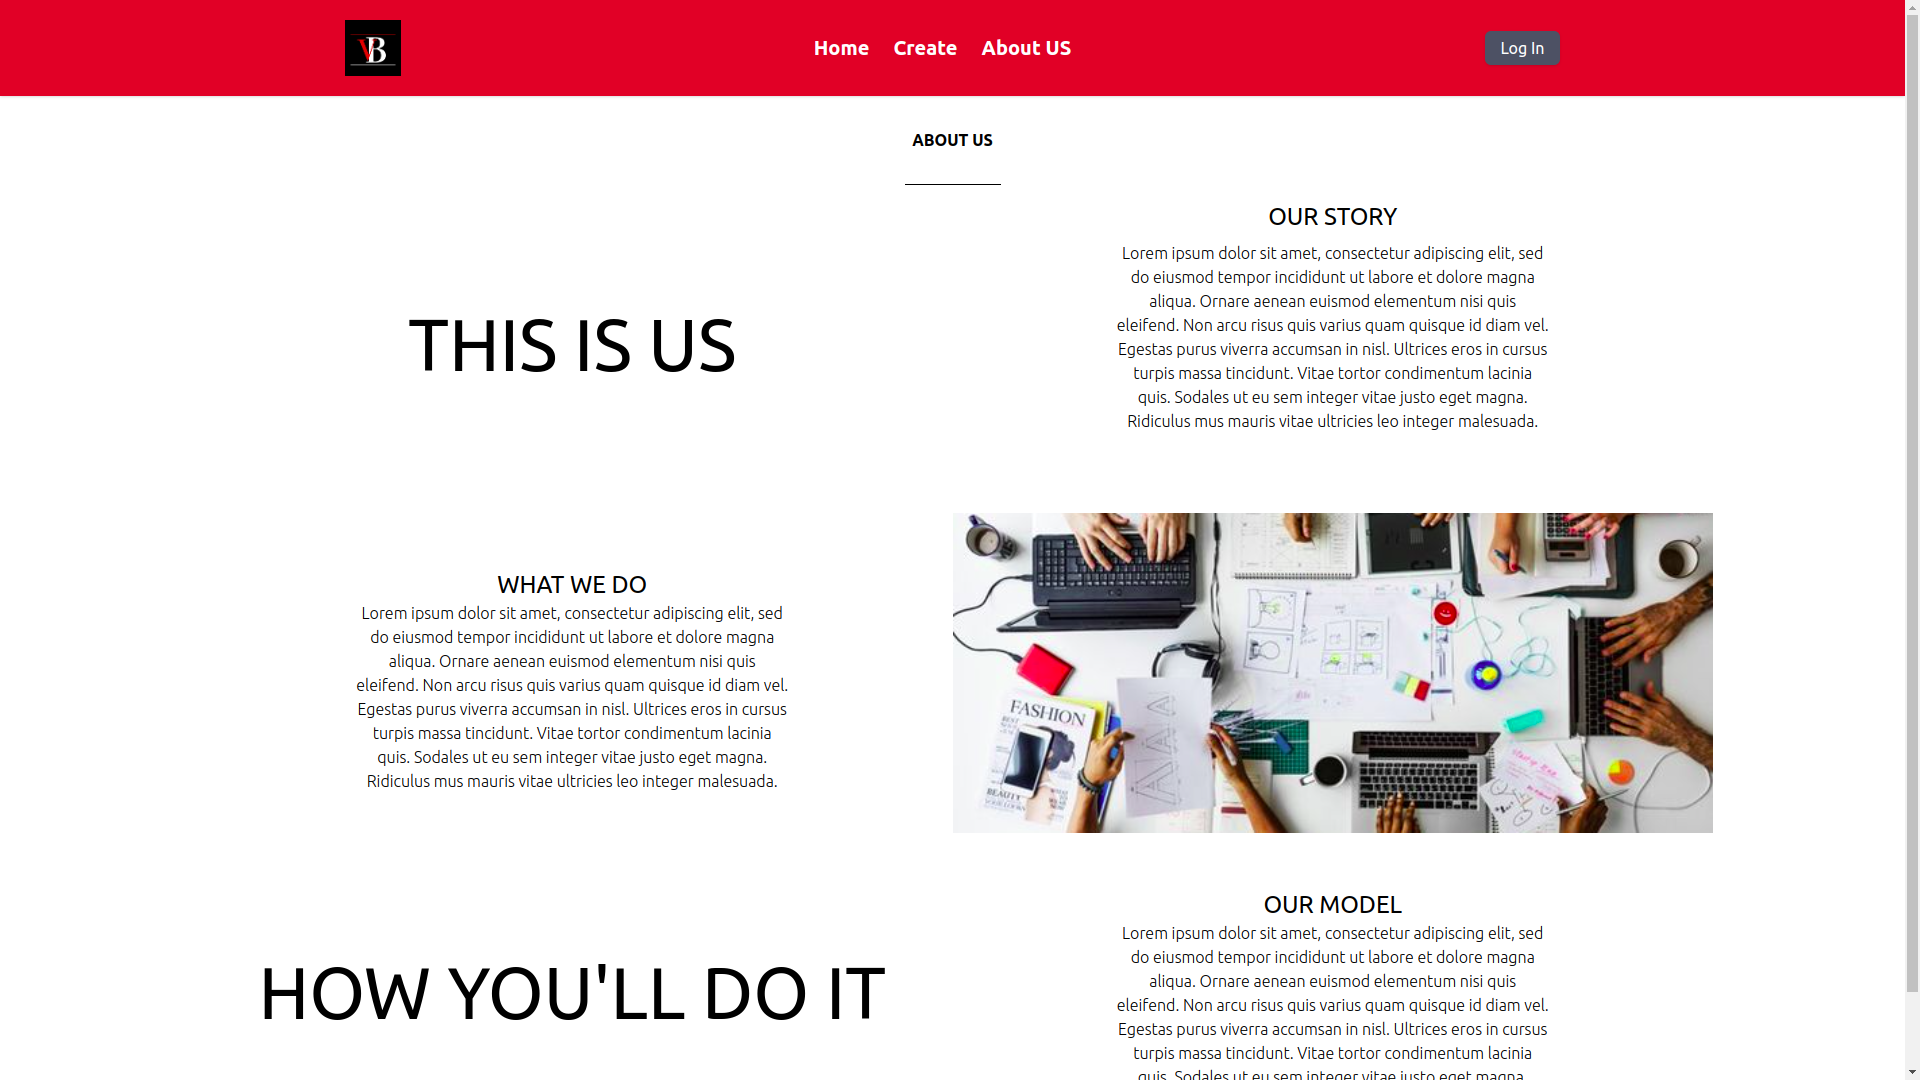 VB
Home Create About US
Log In
ABOUT US
THIS IS US
OUR STORY
Lorem ipsum dolor sit amet, consectetur adipiscing elit, sed
do eiusmod tempor incididunt ut labore et dolore magna
aliqua. Ornare aenean euismod elementum nisi quis
eleifend. Non arcu risus quis varius quam quisque id diam vel.
Egestas purus viverra accumsan in nisl. Ultrices eros in cursus
turpis massa tincidunt. Vitae tortor condimentum lacinia
quis. Sodales ut eu sem integer vitae justo eget magna.
Ridiculus mus mauris vitae ultricies leo integer malesuada.
WHAT WE DO
Lorem ipsum dolor sit amet, consectetur adipiscing elit, sed
do eiusmod tempor incididunt ut labore et dolore magna
aliqua. Ornare aenean euismod elementum nisi quis
eleifend. Non arcu risus quis varius quam quisque id diam vel.
Egestas purus viverra accumsan in nisl. Ultrices eros in cursus
turpis massa tincidunt. Vitae tortor condimentum lacinia
quis. Sodales ut eu sem integer vitae justo eget magna.
Ridiculus mus mauris vitae ultricies leo integer malesuada.
FASHION
BEAUTY
HOW YOU'LL DO IT
OUR MODEL
Lorem ipsum dolor sit amet, consectetur adipiscing elit, sed
do eiusmod tempor incididunt ut labore et dolore magna
aliqua. Ornare aenean euismod elementum nisi quis
eleifend. Non arcu risus quis varius quam quisque id diam vel.
Egestas purus viverra accumsan in nisl. Ultrices eros in cursus
turpis massa tincidunt. Vitae tortor condimentum lacinia
quis. Sodales ut eu sem integer vitae justo eget magna.